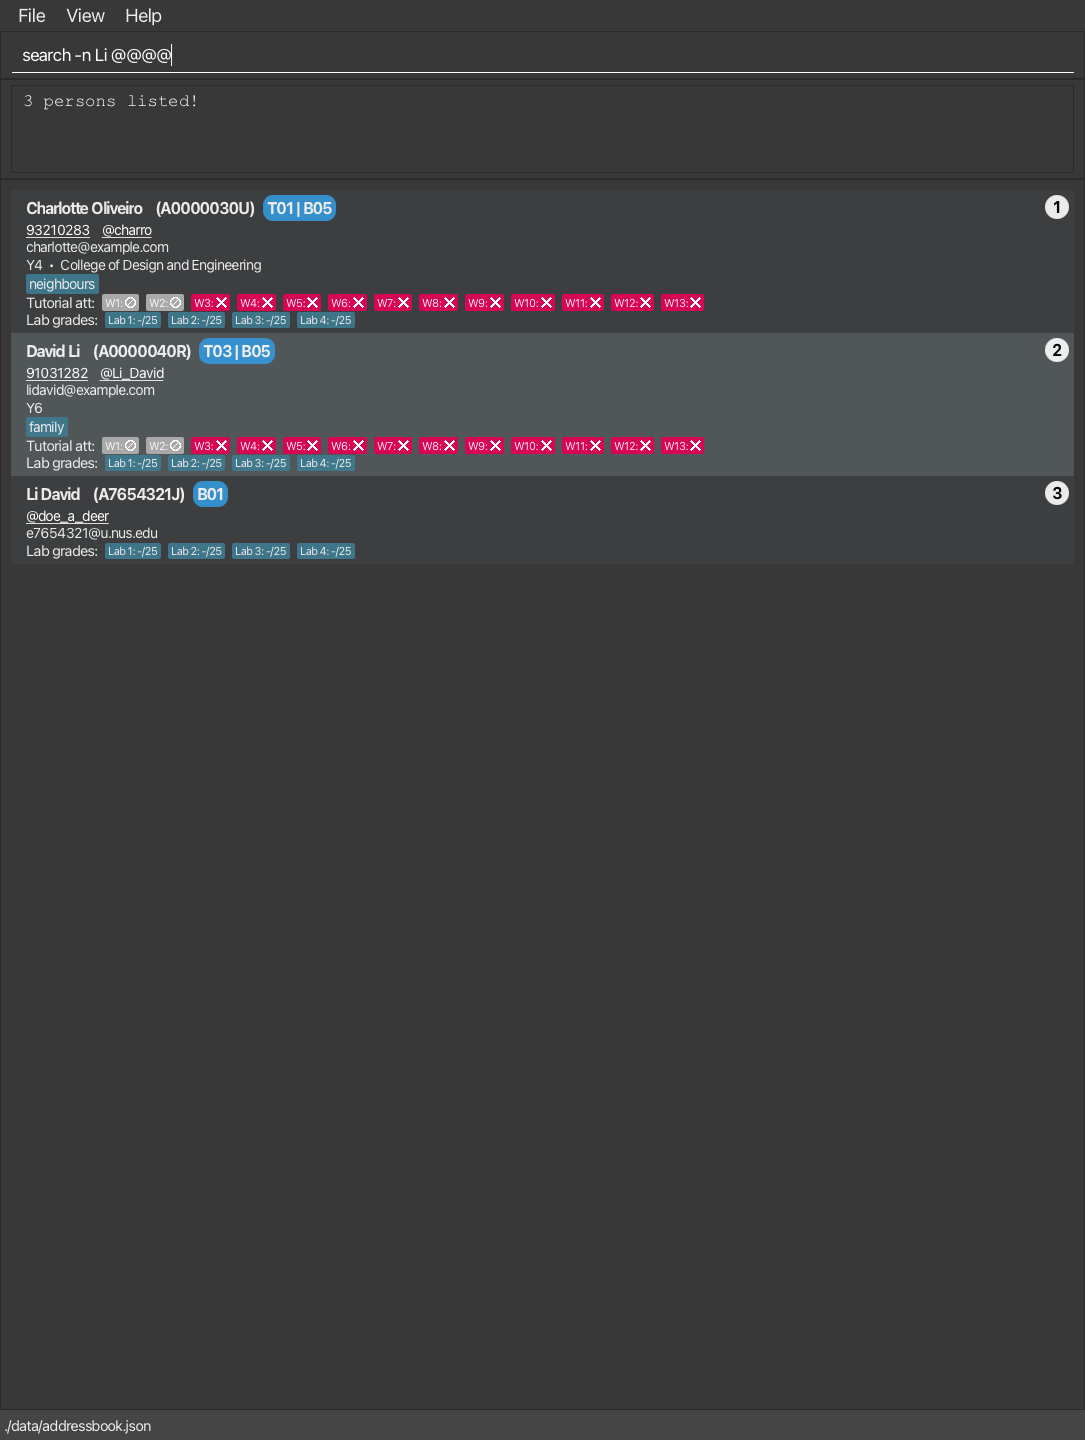 File View Help
search -n Li @@@@
3 persons listed!
Charlotte Oliveiro (A0000030U) T01 | B05 1
93210283 @charro
charlotte@example.com
Y4 • College of Design and Engineering
neighbours
Tutorial att: W1: W2: W3: W4: W5: W6: W7: W8: W9: W10: W11: W12: W13:
Lab grades: Lab 1: -/25 Lab 2: -/25 Lab 3: -/25 Lab 4: -/25
David Li (A0000040R) T03 | B05 2
91031282 @Li_David
lidavid@example.com
Y6
family
Tutorial att: W1: W2: W3: W4: W5: W6: W7: W8: W9: W10: W11: W12: W13:
Lab grades: Lab 1: -/25 Lab 2: -/25 Lab 3: -/25 Lab 4: -/25
Li David (A7654321J) B01 3
@doe_a_deer
e7654321@u.nus.edu
Lab grades: Lab 1: -/25 Lab 2: -/25 Lab 3: -/25 Lab 4: -/25
./data/addressbook.json